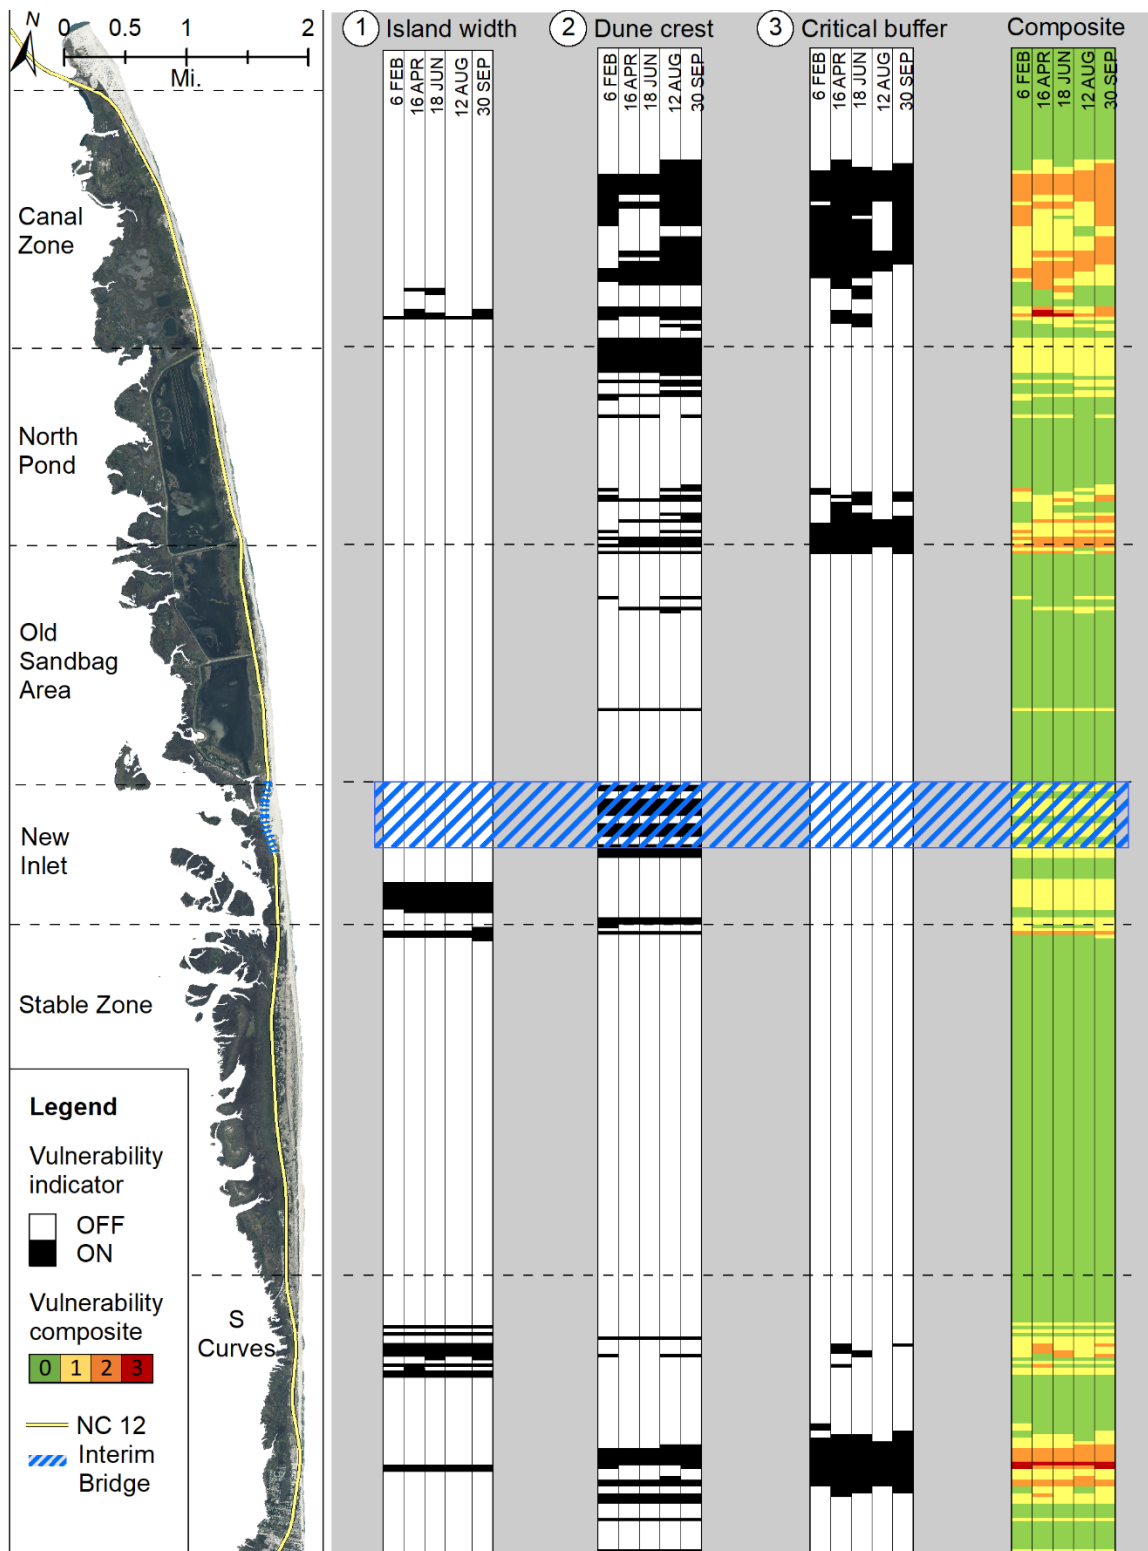 N
0 0.5 1 2
Mi.
1 Island width
2 Dune crest
3 Critical buffer
Composite
6 FEB
16 APR
18 JUN
12 AUG
30 SEP
6 FEB
16 APR
18 JUN
12 AUG
30 SEP
6 FEB
16 APR
18 JUN
12 AUG
30 SEP
6 FEB
16 APR
18 JUN
12 AUG
30 SEP
Canal
Zone
North
Pond
Old
Sandbag
Area
New
Inlet
Stable Zone
S
Curves
Legend
Vulnerability
indicator
OFF
ON
Vulnerability
composite
0 1 2 3
NC 12
Interim
Bridge